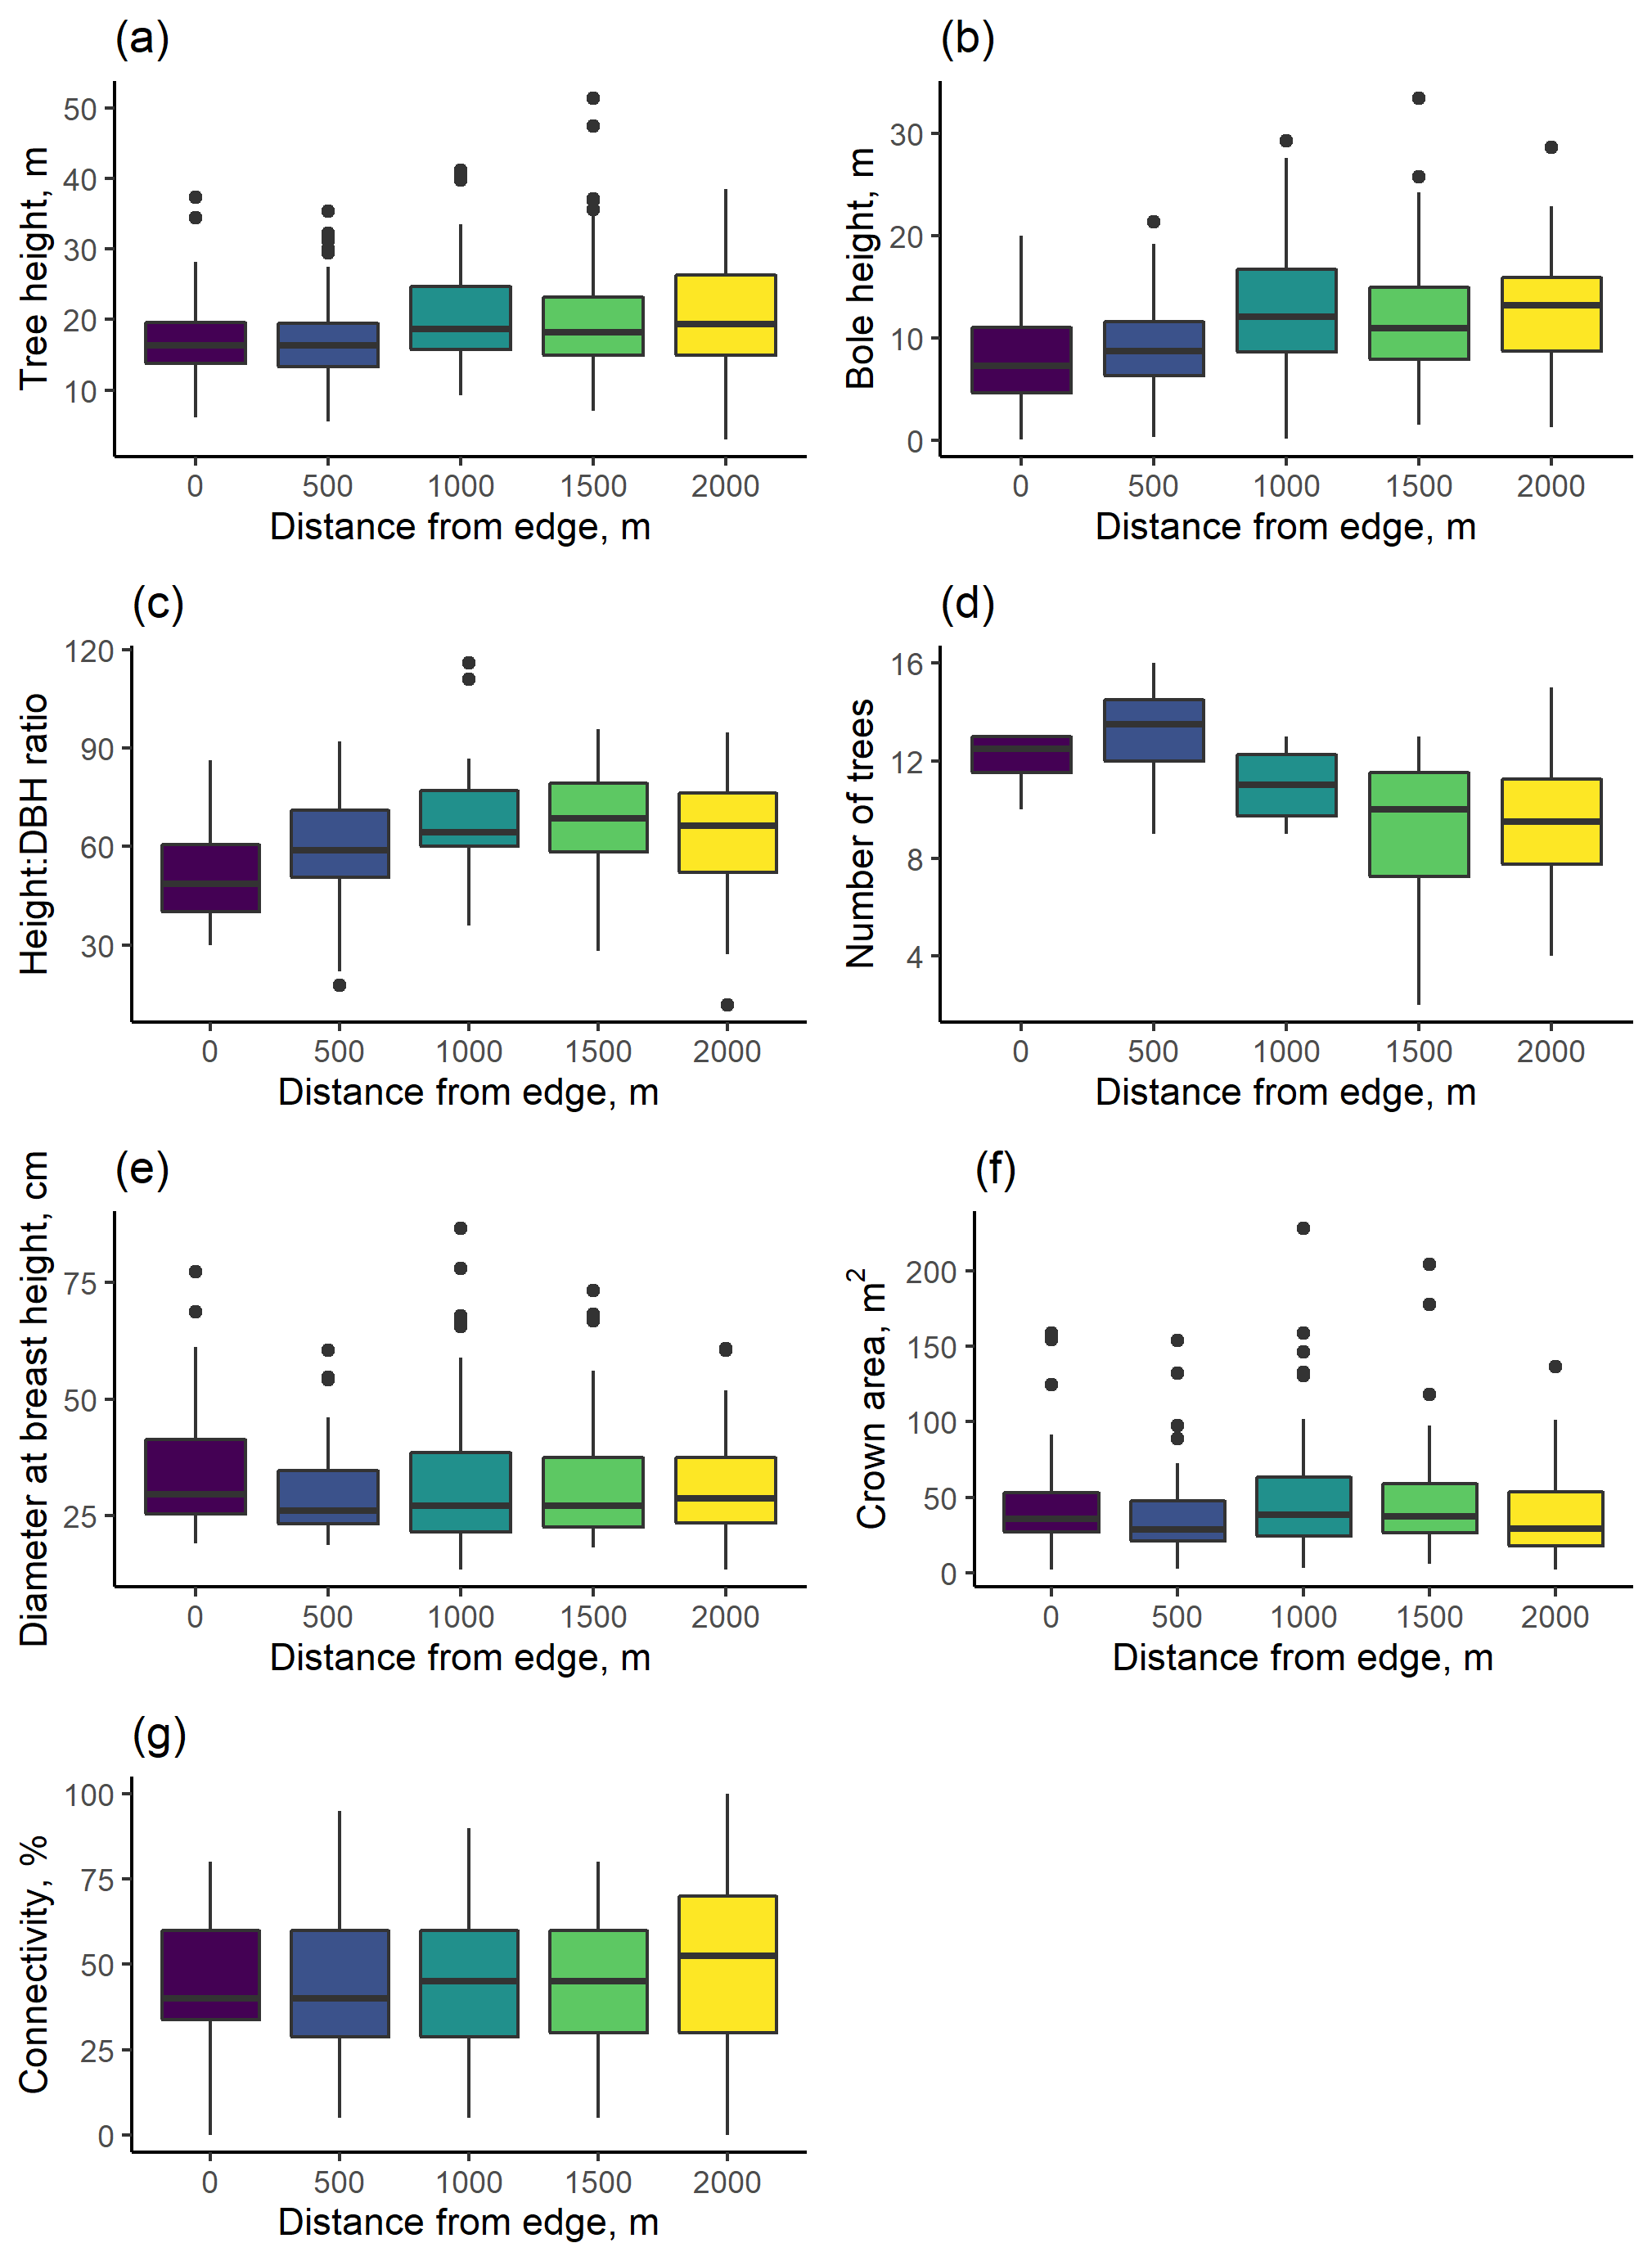 (a)
Tree height, m
50
40
30
20
10
0 500 1000 1500 2000
Distance from edge, m
(b)
Bole height, m
30
20
10
0
0 500 1000 1500 2000
Distance from edge, m
(c)
Height:DBH ratio
120
90
60
30
0 500 1000 1500 2000
Distance from edge, m
(d)
Number of trees
16
12
8
4
0 500 1000 1500 2000
Distance from edge, m
(e)
Diameter at breast height, cm
75
50
25
0 500 1000 1500 2000
Distance from edge, m
(f)
Crown area, m²
200
150
100
50
0
0 500 1000 1500 2000
Distance from edge, m
(g)
Connectivity, %
100
75
50
25
0
0 500 1000 1500 2000
Distance from edge, m